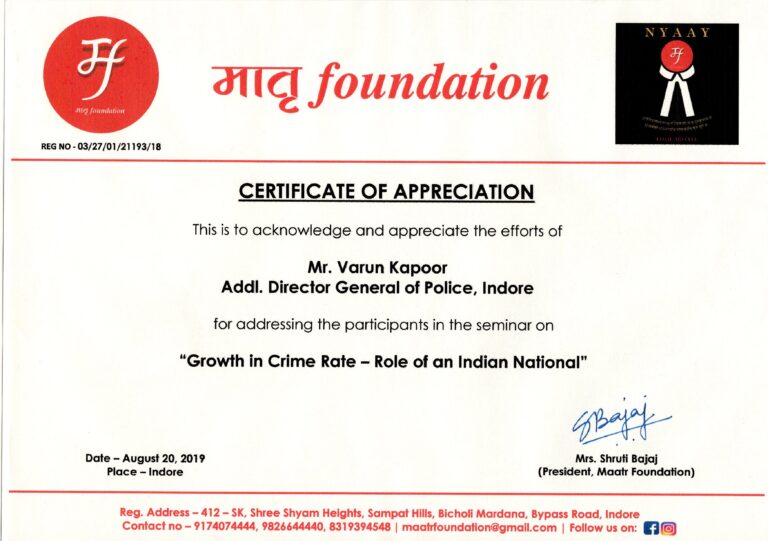 मातृ foundation
REG NO - 03/27/01/21193/18
मातृ foundation
NYAAY
CERTIFICATE OF APPRECIATION
This is to acknowledge and appreciate the efforts of
Mr. Varun Kapoor
Addl. Director General of Police, Indore
for addressing the participants in the seminar on
“Growth in Crime Rate – Role of an Indian National”
SBajaj
Date – August 20, 2019
Place – Indore
Mrs. Shruti Bajaj
(President, Maatr Foundation)
Reg. Address – 412 – SK, Shree Shyam Heights, Sampat Hills, Bicholi Mardana, Bypass Road, Indore
Contact no – 9174074444, 9826644440, 8319394548 | maatrfoundation@gmail.com | Follow us on: